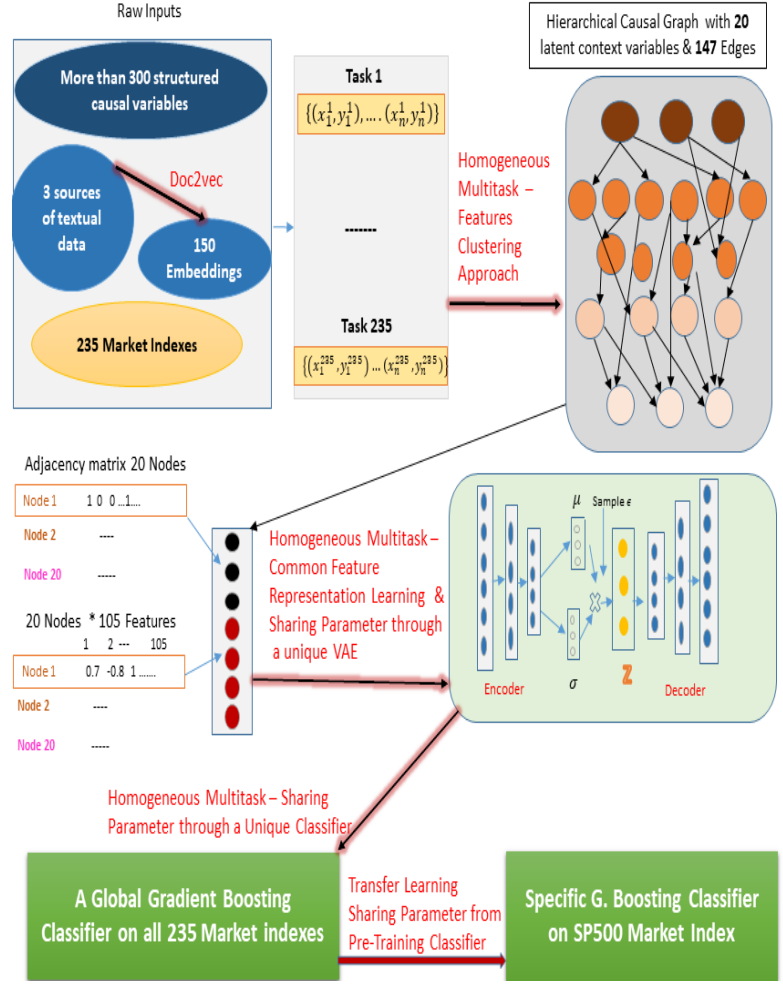 Raw Inputs
Hierarchical Causal Graph with 20
latent context variables & 147 Edges
More than 300 structured
causal variables
3 sources
of textual
data
Doc2vec
150
Embeddings
235 Market Indexes
Task 1
{(x₁¹,y₁¹),….(xₙ¹,yₙ¹)}
-------
Task 235
{(x₁²³⁵,y₁²³⁵)…(xₙ²³⁵,yₙ²³⁵)}
Homogeneous
Multitask –
Features
Clustering
Approach
Adjacency matrix 20 Nodes
Node 1 1 0 0 ...1....
Node 2 ----
Node 20 -----
20 Nodes * 105 Features
1 2 --- 105
Node 1 0.7 -0.8 1 .......
Node 2 ----
Node 20 -----
Homogeneous Multitask –
Common Feature
Representation Learning &
Sharing Parameter through
a unique VAE
μ
Sample ϵ
σ
Z
Encoder
Decoder
Homogeneous Multitask – Sharing
Parameter through a Unique Classifier
A Global Gradient Boosting
Classifier on all 235 Market indexes
Transfer Learning
Sharing Parameter from
Pre-Training Classifier
Specific G. Boosting Classifier
on SP500 Market Index